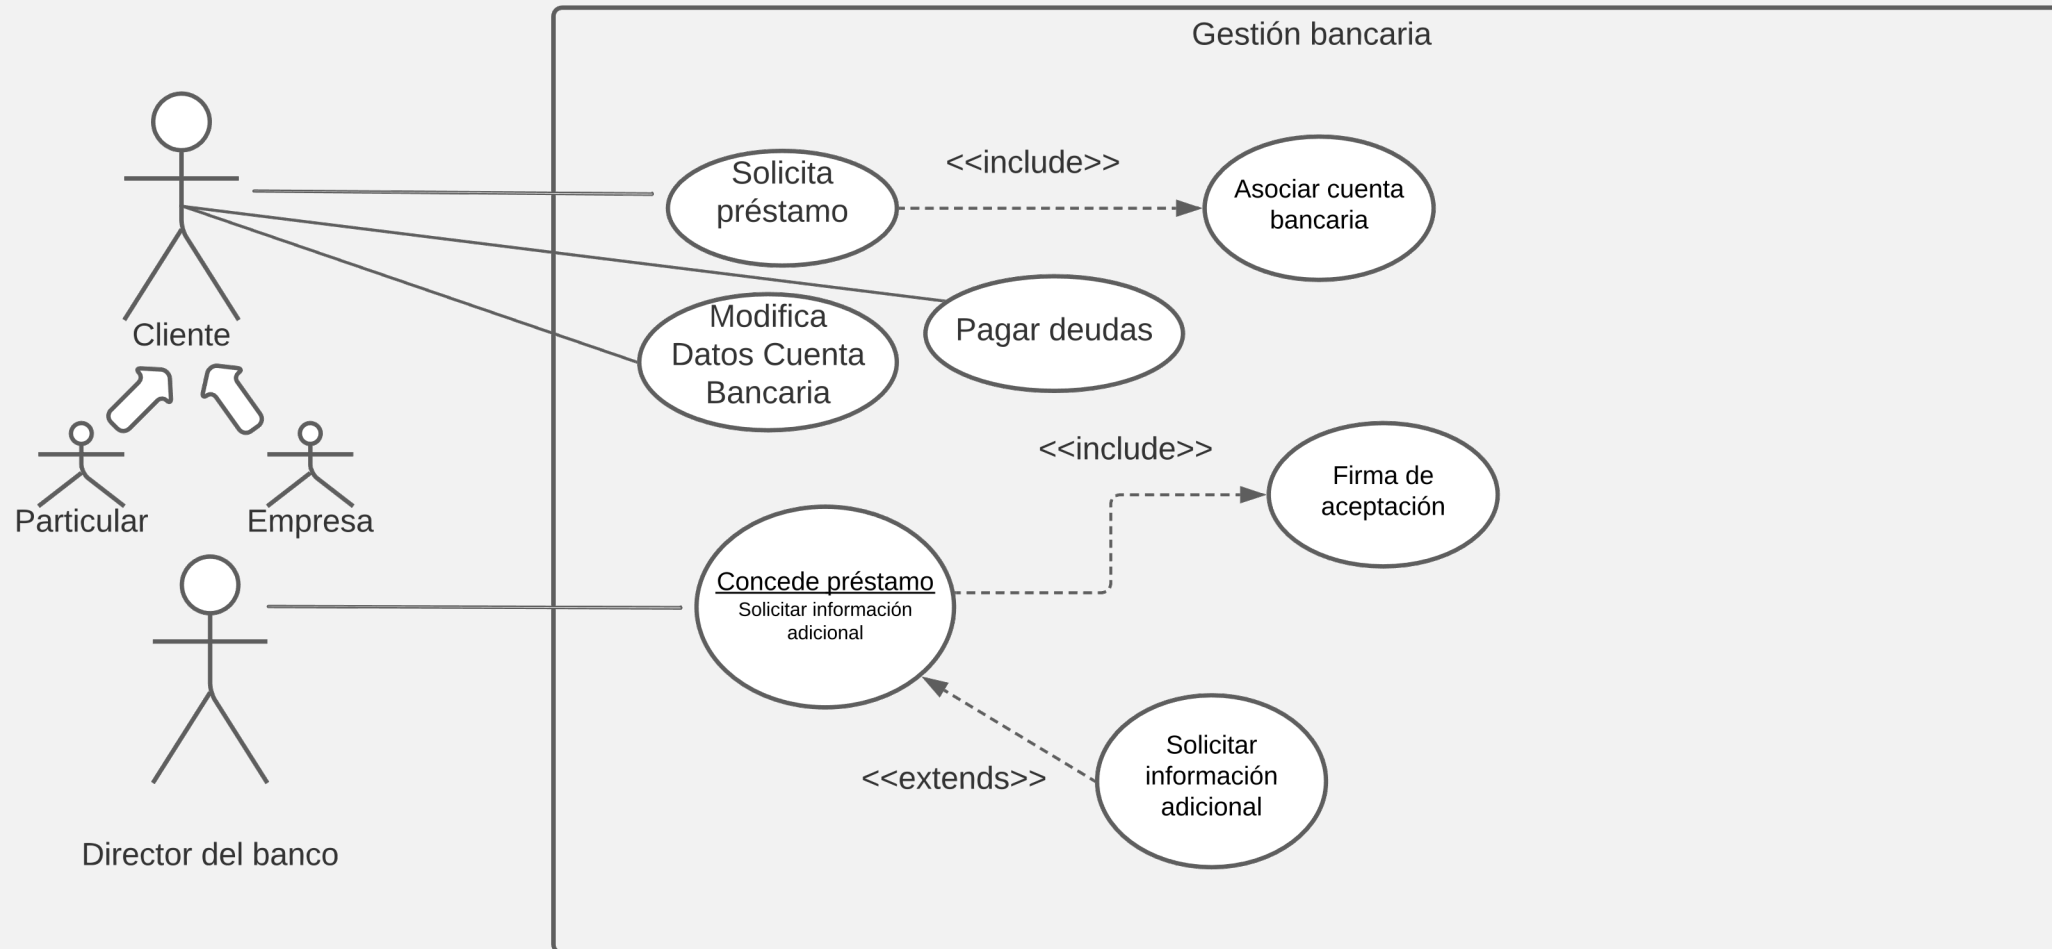 Gestión bancaria
Solicita
préstamo
<<include>>
Asociar cuenta
bancaria
Cliente
Modifica
Datos Cuenta
Bancaria
Pagar deudas
Particular
Empresa
<<include>>
Firma de
aceptación
Concede préstamo
Solicitar información
adicional
<<extends>>
Solicitar
información
adicional
Director del banco